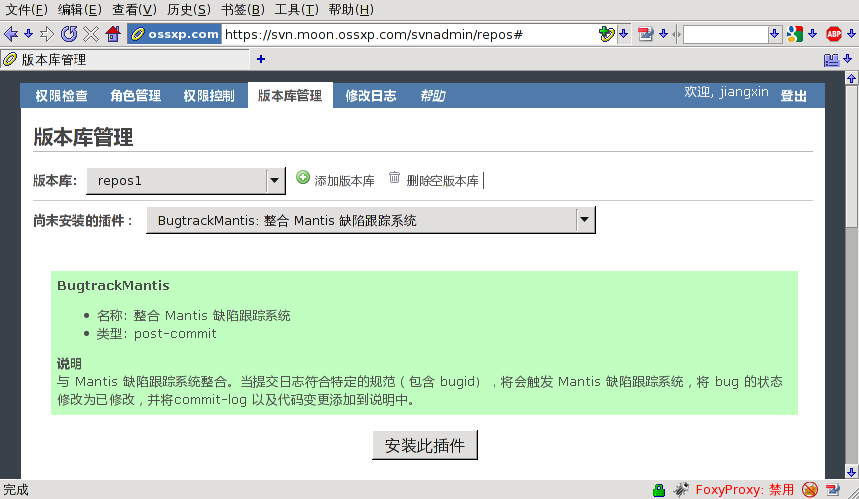 文件(F) 编辑(E) 查看(V) 历史(S) 书签(B) 工具(T) 帮助(H)
ossxp.com https://svn.moon.ossxp.com/svnadmin/repos# ABP
版本库管理 +
权限检查 角色管理 权限控制 版本库管理 修改日志 帮助 欢迎, jiangxin 登出
版本库管理
版本库: repos1 添加版本库 删除空版本库
尚未安装的插件： BugtrackMantis: 整合 Mantis 缺陷跟踪系统
BugtrackMantis
• 名称: 整合 Mantis 缺陷跟踪系统
• 类型: post-commit
说明
与 Mantis 缺陷跟踪系统整合。当提交日志符合特定的规范（包含 bugid），将会触发 Mantis 缺陷跟踪系统，将 bug 的状态
修改为已修改，并将commit-log 以及代码变更添加到说明中。
安装此插件
完成 FoxyProxy: 禁用